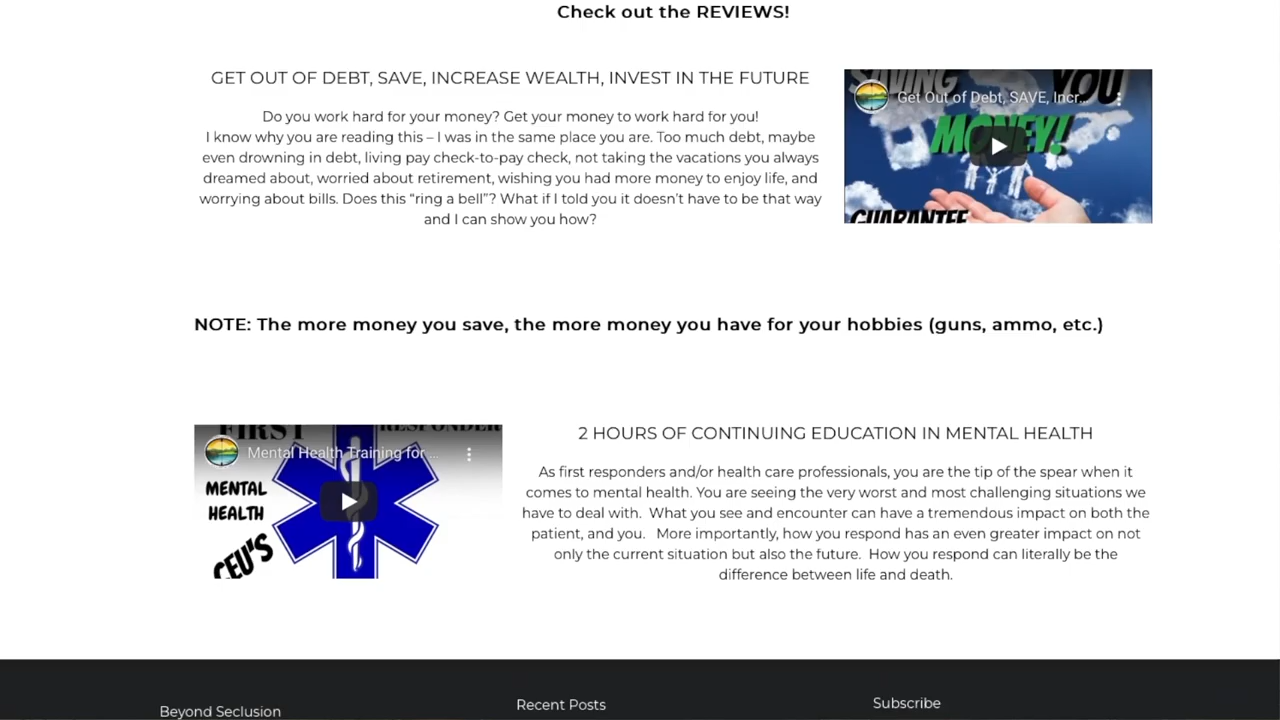 Check out the REVIEWS!
GET OUT OF DEBT, SAVE, INCREASE WEALTH, INVEST IN THE FUTURE
Do you work hard for your money? Get your money to work hard for you!
I know why you are reading this – I was in the same place you are. Too much debt, maybe
even drowning in debt, living pay check-to-pay check, not taking the vacations you always
dreamed about, worried about retirement, wishing you had more money to enjoy life, and
worrying about bills. Does this “ring a bell”? What if I told you it doesn’t have to be that way
and I can show you how?
SAVING YOU
Get Out of Debt, SAVE, Incr...
MONEY!
GUARANTEE
NOTE: The more money you save, the more money you have for your hobbies (guns, ammo, etc.)
FIRST RESPONDER
Mental Health Training for ...
MENTAL
HEALTH
CEU'S
2 HOURS OF CONTINUING EDUCATION IN MENTAL HEALTH
As first responders and/or health care professionals, you are the tip of the spear when it
comes to mental health. You are seeing the very worst and most challenging situations we
have to deal with.  What you see and encounter can have a tremendous impact on both the
patient, and you.   More importantly, how you respond has an even greater impact on not
only the current situation but also the future.  How you respond can literally be the
difference between life and death.
Beyond Seclusion
Recent Posts
Subscribe